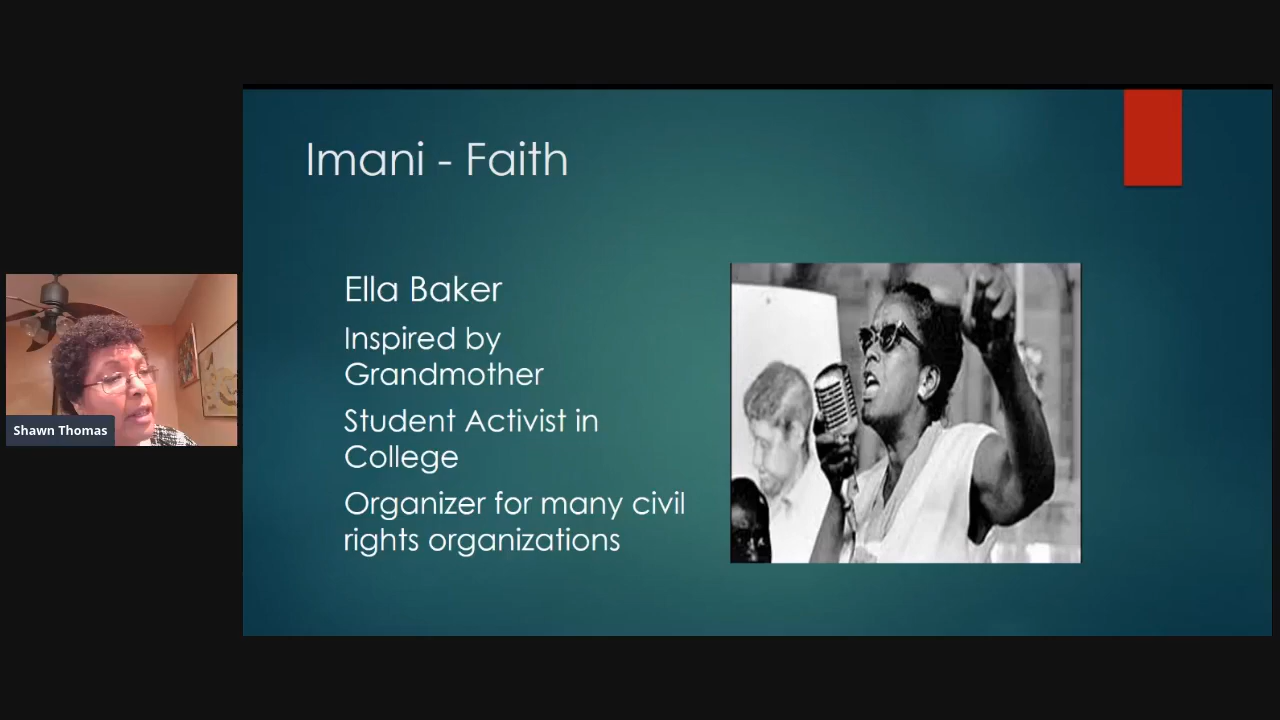 Imani - Faith
Ella Baker
Inspired by
Grandmother
Student Activist in
College
Organizer for many civil
rights organizations
Shawn Thomas